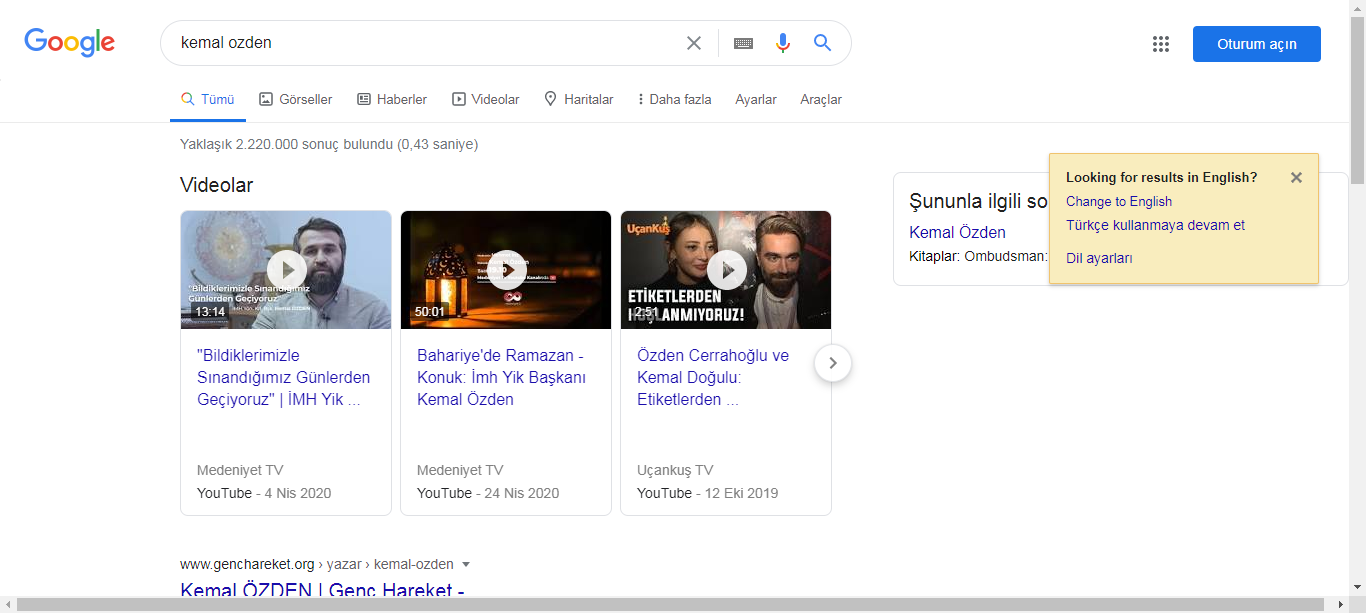 Google
kemal ozden
Oturum açın
Tümü
Görseller
Haberler
Videolar
Haritalar
Daha fazla
Ayarlar
Araçlar
Yaklaşık 2.220.000 sonuç bulundu (0,43 saniye)
Videolar
"Bildiklerimizle Sınandığımız
Günlerden Geçiyoruz"
13:14
"Bildiklerimizle
Sınandığımız Günlerden
Geçiyoruz" | İMH Yik ...
Medeniyet TV
YouTube - 4 Nis 2020
50:01
Bahariye'de Ramazan -
Konuk: İmh Yik Başkanı
Kemal Özden
Medeniyet TV
YouTube - 24 Nis 2020
UçanKuş
ETİKETLERDEN
2:51
Özden Cerrahoğlu ve
Kemal Doğulu:
Etiketlerden ...
Uçankuş TV
YouTube - 12 Eki 2019
www.genchareket.org › yazar › kemal-ozden
Kemal ÖZDEN | Genç Hareket -
Şununla ilgili so
Kemal Özden
Kitaplar: Ombudsman:
Looking for results in English?
Change to English
Türkçe kullanmaya devam et
Dil ayarları